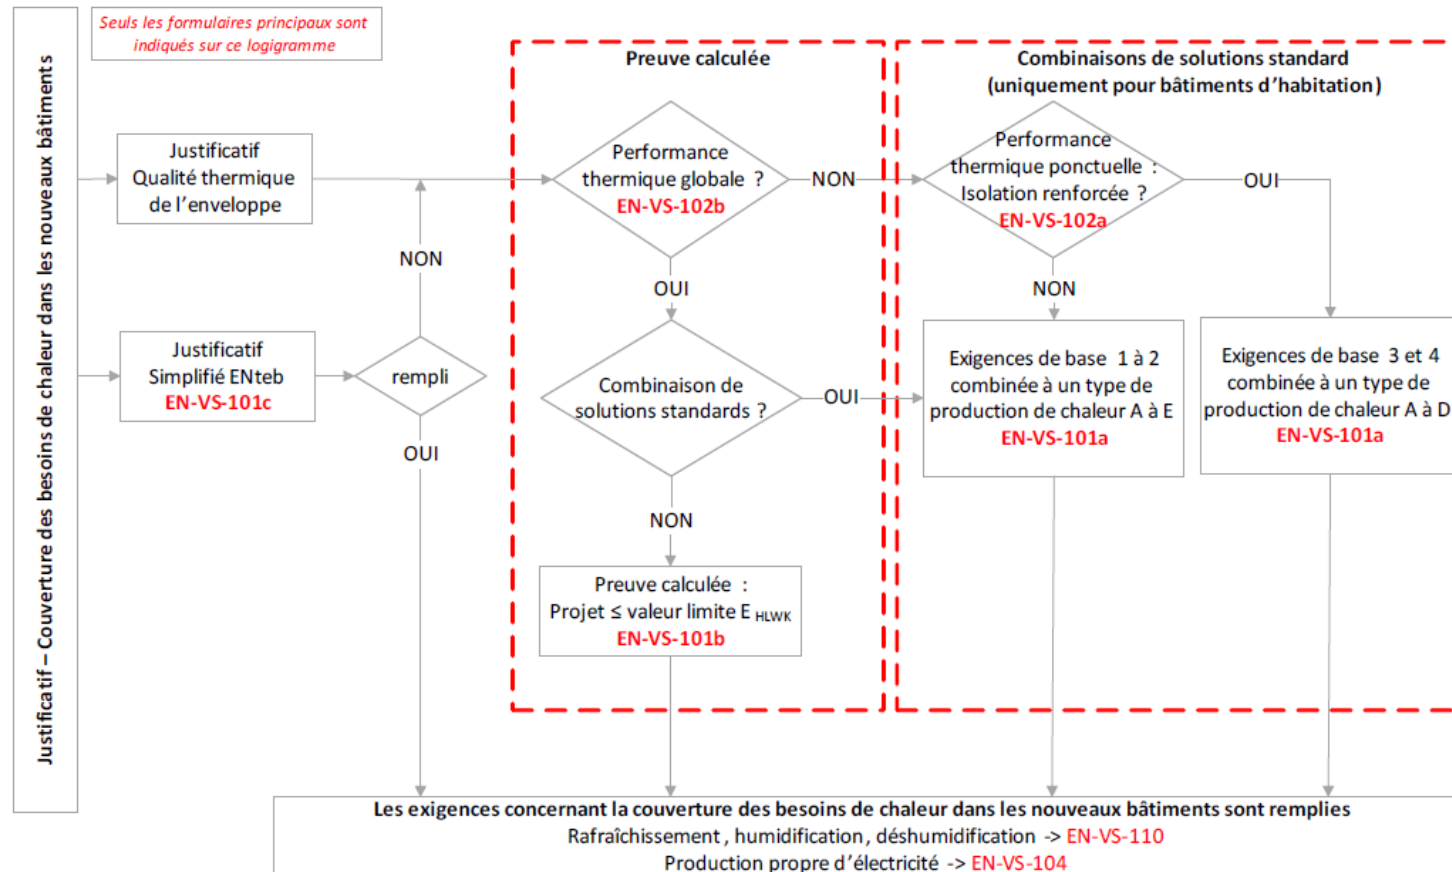 Seuls les formulaires principaux sont
indiqués sur ce logigramme
Justificatif – Couverture des besoins de chaleur dans les nouveaux bâtiments
Preuve calculée
Combinaisons de solutions standard
(uniquement pour bâtiments d'habitation)
Justificatif
Qualité thermique
de l'enveloppe
Performance
thermique globale ?
EN-VS-102b
NON
Performance
thermique ponctuelle :
Isolation renforcée ?
EN-VS-102a
OUI
NON
OUI
NON
Justificatif
Simplifié ENteb
EN-VS-101c
rempli
OUI
Combinaison de
solutions standards ?
OUI
Exigences de base 1 à 2
combinée à un type de
production de chaleur A à E
EN-VS-101a
Exigences de base 3 et 4
combinée à un type de
production de chaleur A à D
EN-VS-101a
NON
Preuve calculée :
Projet ≤ valeur limite E HLWK
EN-VS-101b
Les exigences concernant la couverture des besoins de chaleur dans les nouveaux bâtiments sont remplies
Rafraîchissement, humidification, déshumidification -> EN-VS-110
Production propre d'électricité -> EN-VS-104